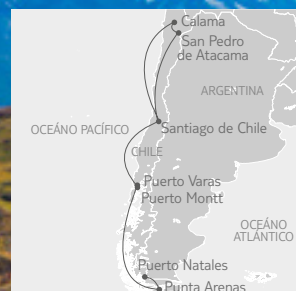 Calama
San Pedro
de Atacama
ARGENTINA
OCEÁNO PACÍFICO
Santiago de Chile
CHILE
Puerto Varas
Puerto Montt
OCEÁNO
ATLÁNTICO
Puerto Natales
Punta Arenas